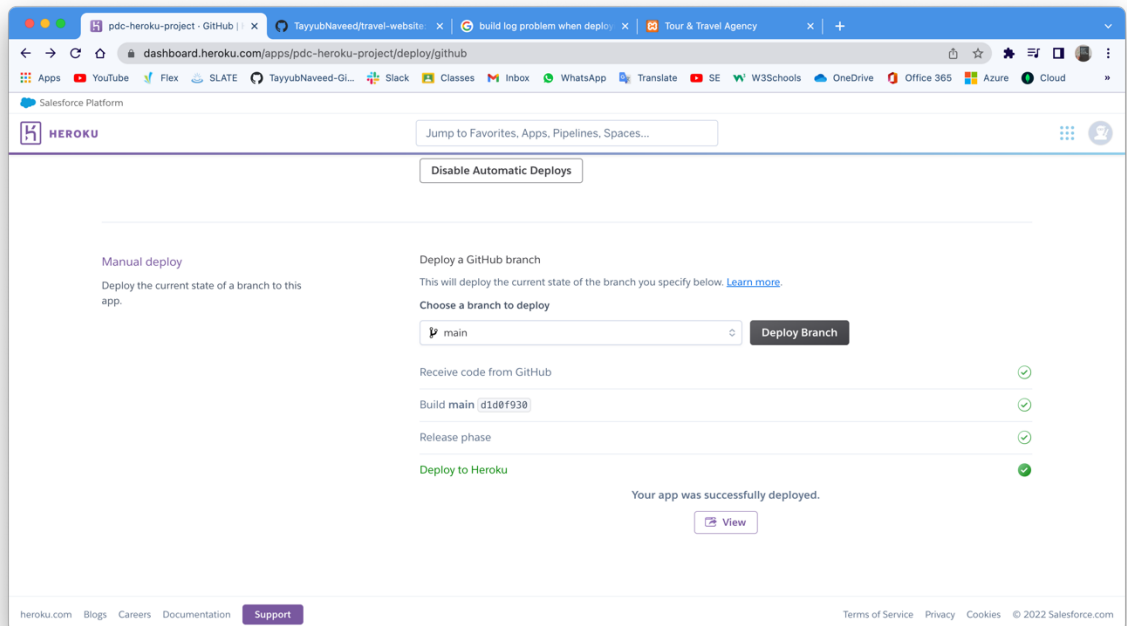 pdc-heroku-project · GitHub |
TayyubNaveed/travel-website:
build log problem when deploy
Tour & Travel Agency
dashboard.heroku.com/apps/pdc-heroku-project/deploy/github
Apps YouTube Flex SLATE TayyubNaveed-Gi... Slack Classes Inbox WhatsApp Translate SE W3Schools OneDrive Office 365 Azure Cloud »
Salesforce Platform
HEROKU
Jump to Favorites, Apps, Pipelines, Spaces...
Disable Automatic Deploys
Manual deploy
Deploy the current state of a branch to this
app.
Deploy a GitHub branch
This will deploy the current state of the branch you specify below. Learn more.
Choose a branch to deploy
main
Deploy Branch
Receive code from GitHub
Build main d1d0f930
Release phase
Deploy to Heroku
Your app was successfully deployed.
View
heroku.com Blogs Careers Documentation Support
Terms of Service Privacy Cookies © 2022 Salesforce.com